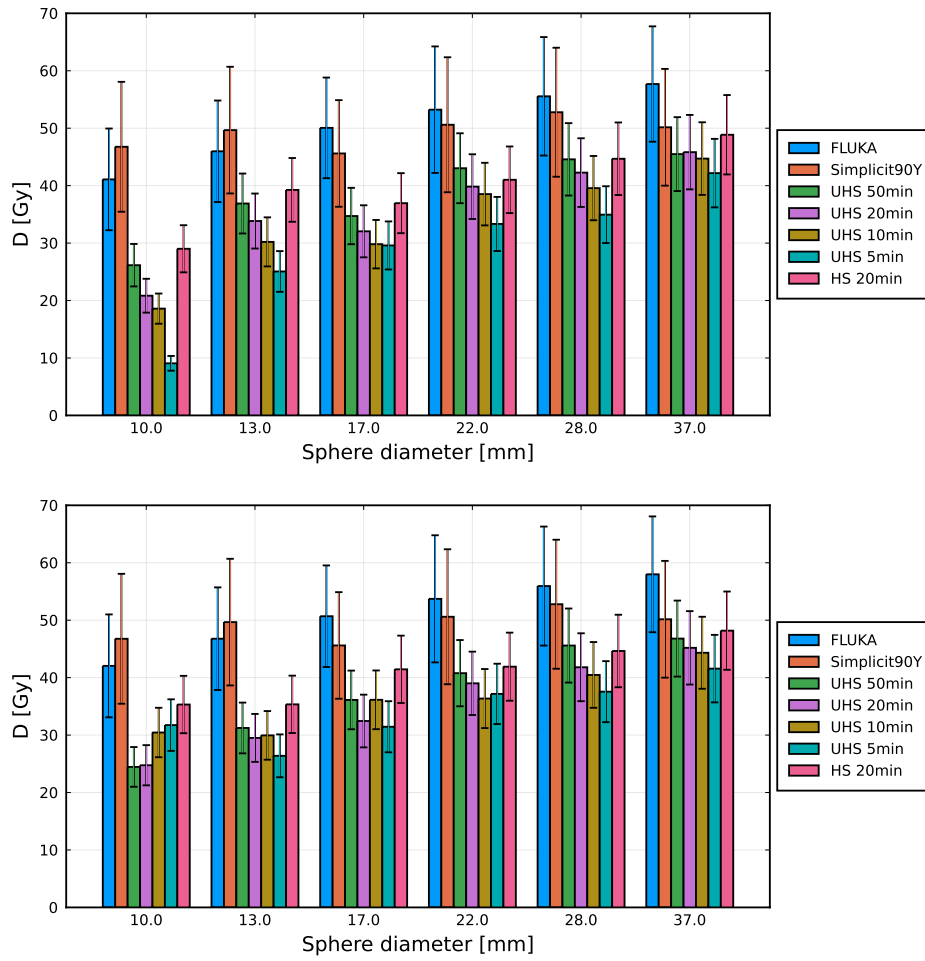 70
60
50
40
30
20
10
0
D [Gy]
10.0 13.0 17.0 22.0 28.0 37.0
Sphere diameter [mm]
FLUKA
Simplicit90Y
UHS 50min
UHS 20min
UHS 10min
UHS 5min
HS 20min
70
60
50
40
30
20
10
0
D [Gy]
10.0 13.0 17.0 22.0 28.0 37.0
Sphere diameter [mm]
FLUKA
Simplicit90Y
UHS 50min
UHS 20min
UHS 10min
UHS 5min
HS 20min